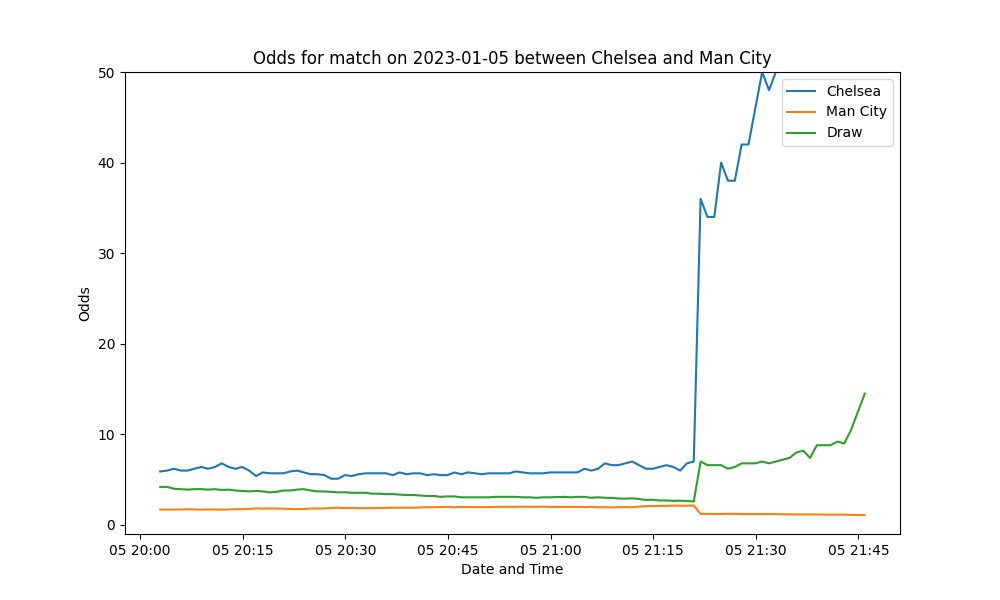 Odds for match on 2023-01-05 between Chelsea and Man City
50
40
30
20
10
0
Odds
Chelsea
Man City
Draw
05 20:00 05 20:15 05 20:30 05 20:45 05 21:00 05 21:15 05 21:30 05 21:45
Date and Time